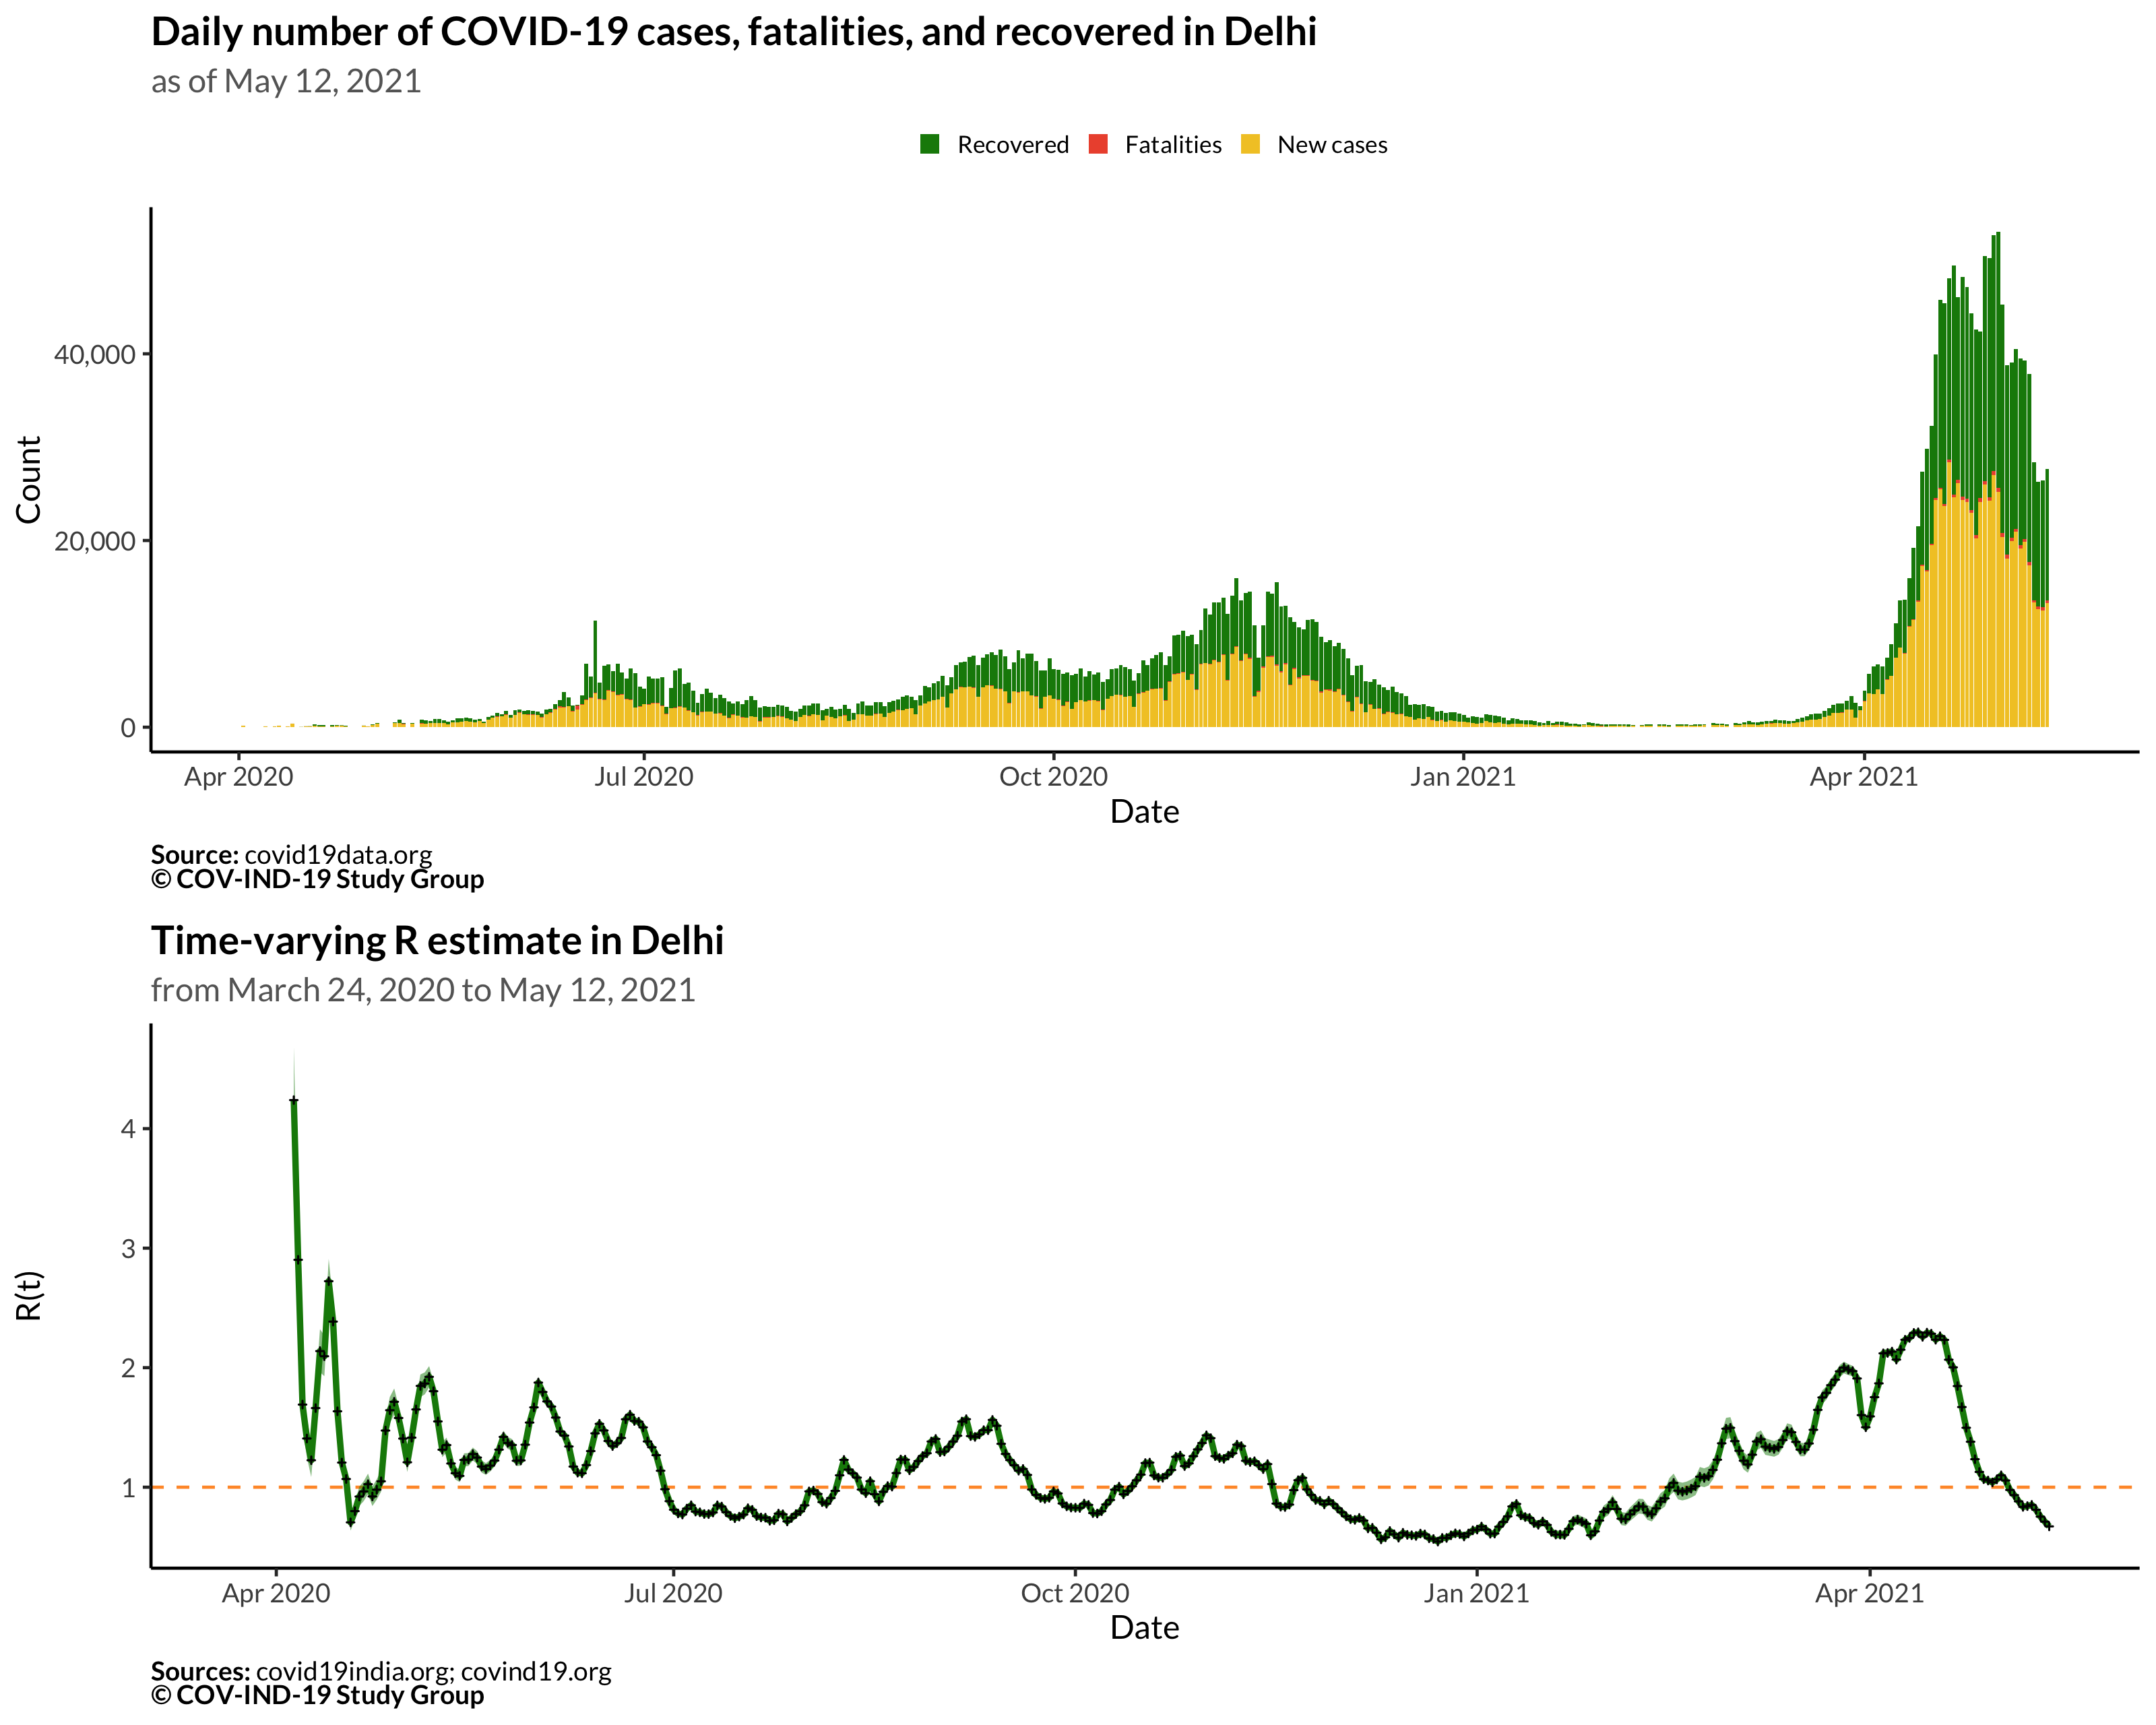 Daily number of COVID-19 cases, fatalities, and recovered in Delhi
as of May 12, 2021
Recovered Fatalities New cases
Count
40,000
20,000
0
Apr 2020 Jul 2020 Oct 2020 Jan 2021 Apr 2021
Date
Source: covid19data.org
© COV-IND-19 Study Group
Time-varying R estimate in Delhi
from March 24, 2020 to May 12, 2021
R(t)
4
3
2
1
Apr 2020 Jul 2020 Oct 2020 Jan 2021 Apr 2021
Date
Sources: covid19india.org; covind19.org
© COV-IND-19 Study Group